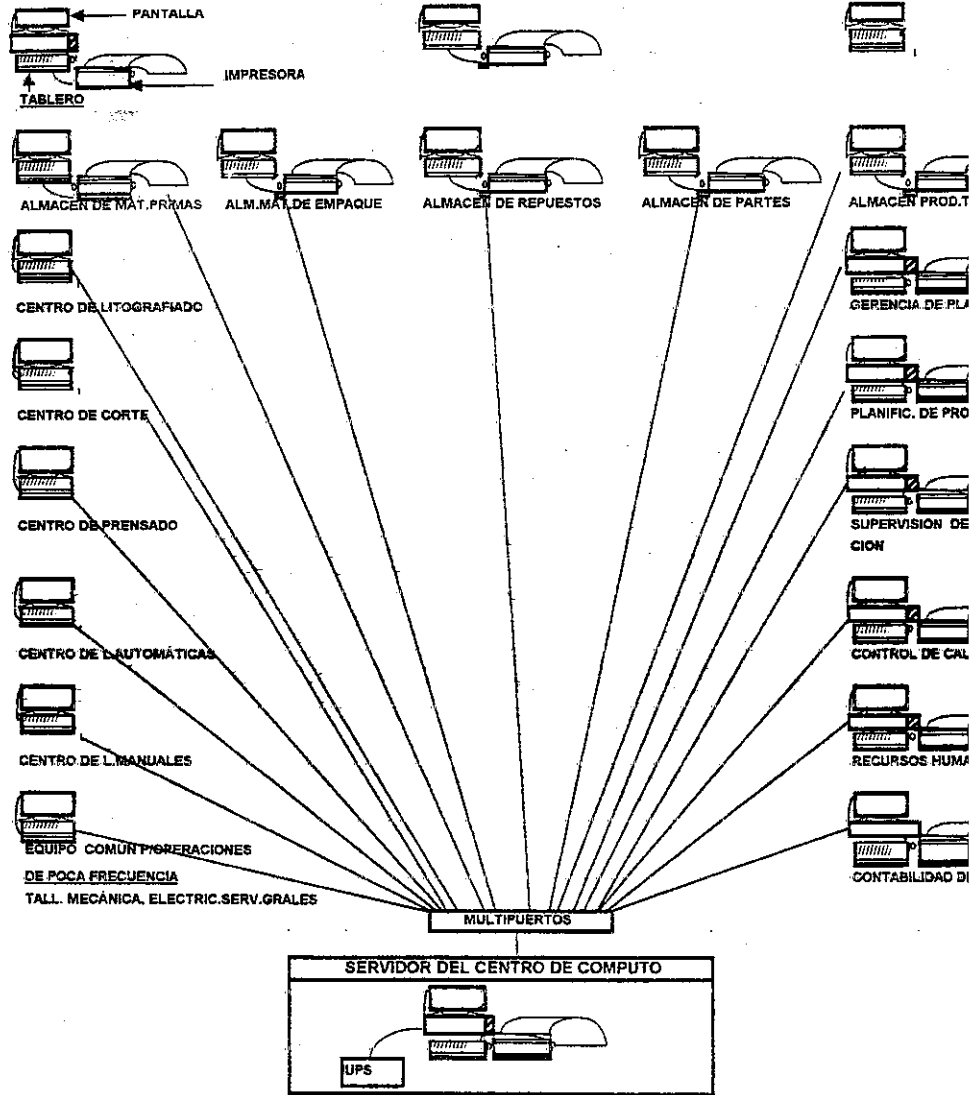 PANTALLA
IMPRESORA
TABLERO
ALMACEN DE MAT.PRIMAS
ALM.MAT.DE EMPAQUE
ALMACEN DE REPUESTOS
ALMACEN DE PARTES
ALMACEN PROD.T
CENTRO DE LITOGRAFIADO
GERENCIA DE PLA
CENTRO DE CORTE
PLANIFIC. DE PRO
CENTRO DE PRENSADO
SUPERVISION DE
CION
CENTRO DE L.AUTOMÁTICAS
CONTROL DE CAL
CENTRO DE L.MANUALES
RECURSOS HUMA
EQUIPO COMUN P/OPERACIONES
DE POCA FRECUENCIA
TALL. MECÁNICA, ELECTRIC.SERV.GRALES
CONTABILIDAD DE
MULTIPUERTOS
SERVIDOR DEL CENTRO DE COMPUTO
UPS